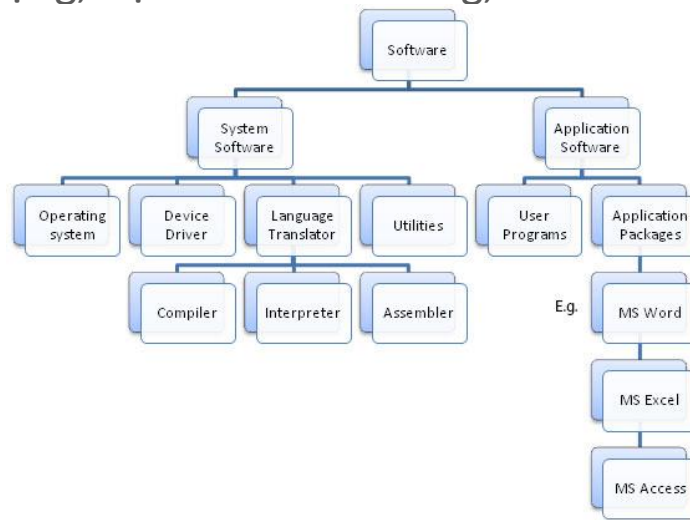 Software
System
Software
Application
Software
Operating
system
Device
Driver
Language
Translator
Utilities
User
Programs
Application
Packages
Compiler
Interpreter
Assembler
E.g.
MS Word
MS Excel
MS Access